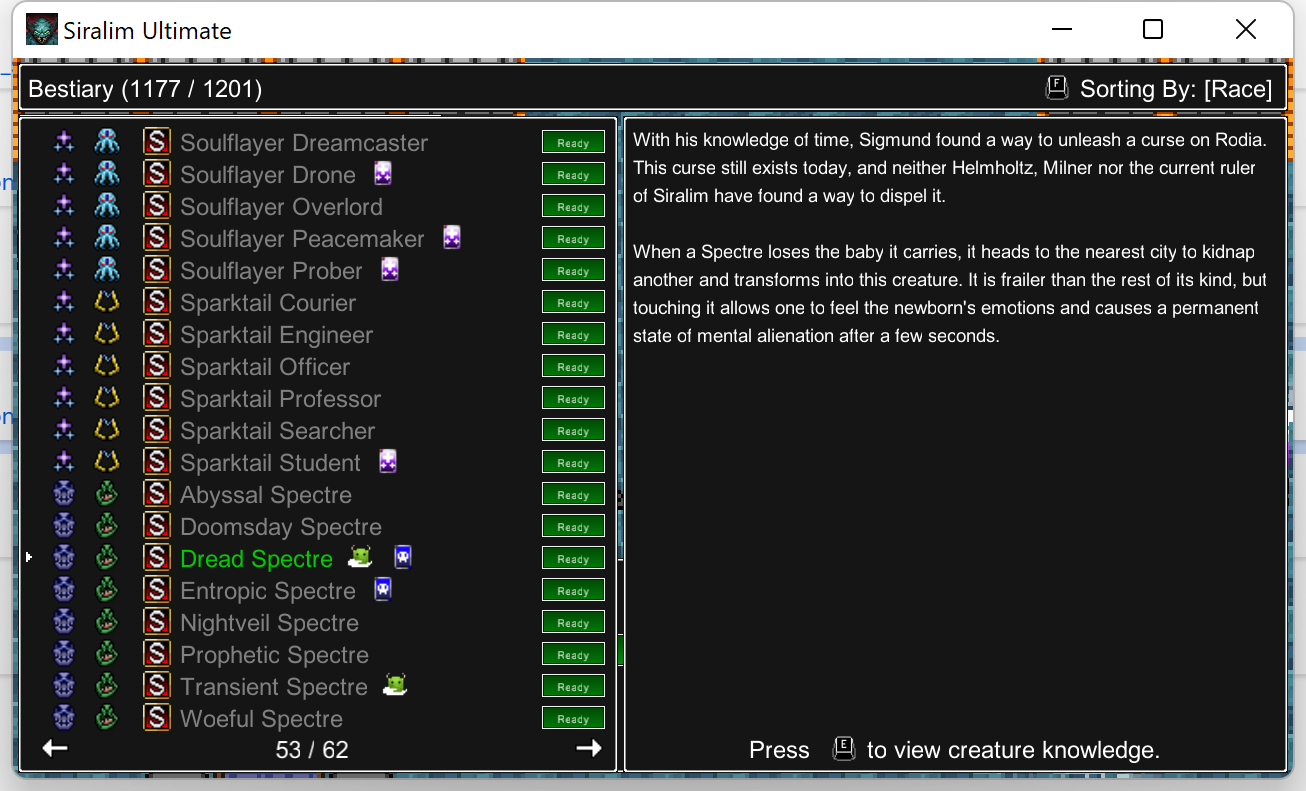 Siralim Ultimate
Bestiary (1177 / 1201)
F Sorting By: [Race]
S Soulflayer Dreamcaster Ready
S Soulflayer Drone Ready
S Soulflayer Overlord Ready
S Soulflayer Peacemaker Ready
S Soulflayer Prober Ready
S Sparktail Courier Ready
S Sparktail Engineer Ready
S Sparktail Officer Ready
S Sparktail Professor Ready
S Sparktail Searcher Ready
S Sparktail Student Ready
S Abyssal Spectre Ready
S Doomsday Spectre Ready
S Dread Spectre Ready
S Entropic Spectre Ready
S Nightveil Spectre Ready
S Prophetic Spectre Ready
S Transient Spectre Ready
S Woeful Spectre Ready
53 / 62
With his knowledge of time, Sigmund found a way to unleash a curse on Rodia.
This curse still exists today, and neither Helmholtz, Milner nor the current ruler
of Siralim have found a way to dispel it.
When a Spectre loses the baby it carries, it heads to the nearest city to kidnap
another and transforms into this creature. It is frailer than the rest of its kind, but
touching it allows one to feel the newborn's emotions and causes a permanent
state of mental alienation after a few seconds.
Press E to view creature knowledge.